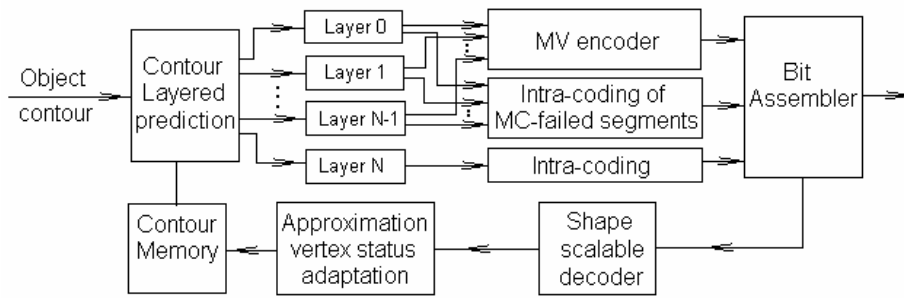 Object
contour
Contour
Layered
prediction
Layer 0
Layer 1
Layer N-1
Layer N
MV encoder
Intra-coding of
MC-failed segments
Intra-coding
Bit
Assembler
Contour
Memory
Approximation
vertex status
adaptation
Shape
scalable
decoder